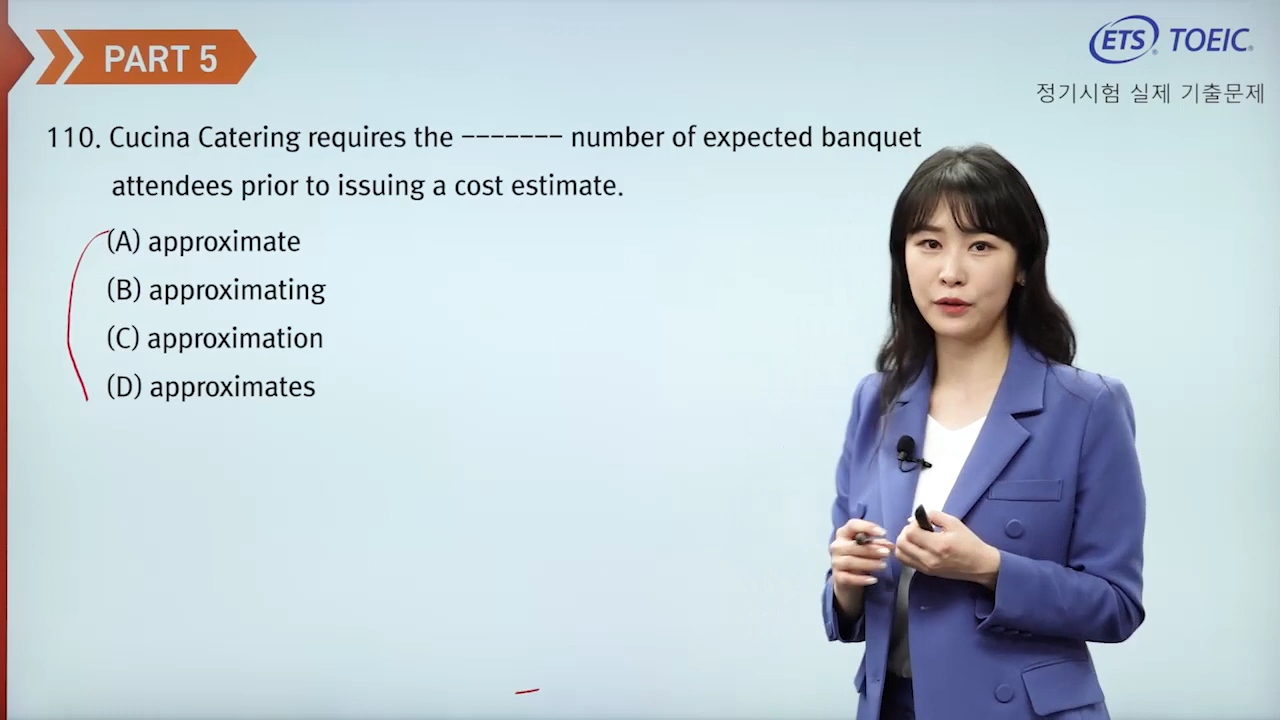 PART 5
ETS® TOEIC®
정기시험 실제 기출문제
110. Cucina Catering requires the ------- number of expected banquet
attendees prior to issuing a cost estimate.
(A) approximate
(B) approximating
(C) approximation
(D) approximates